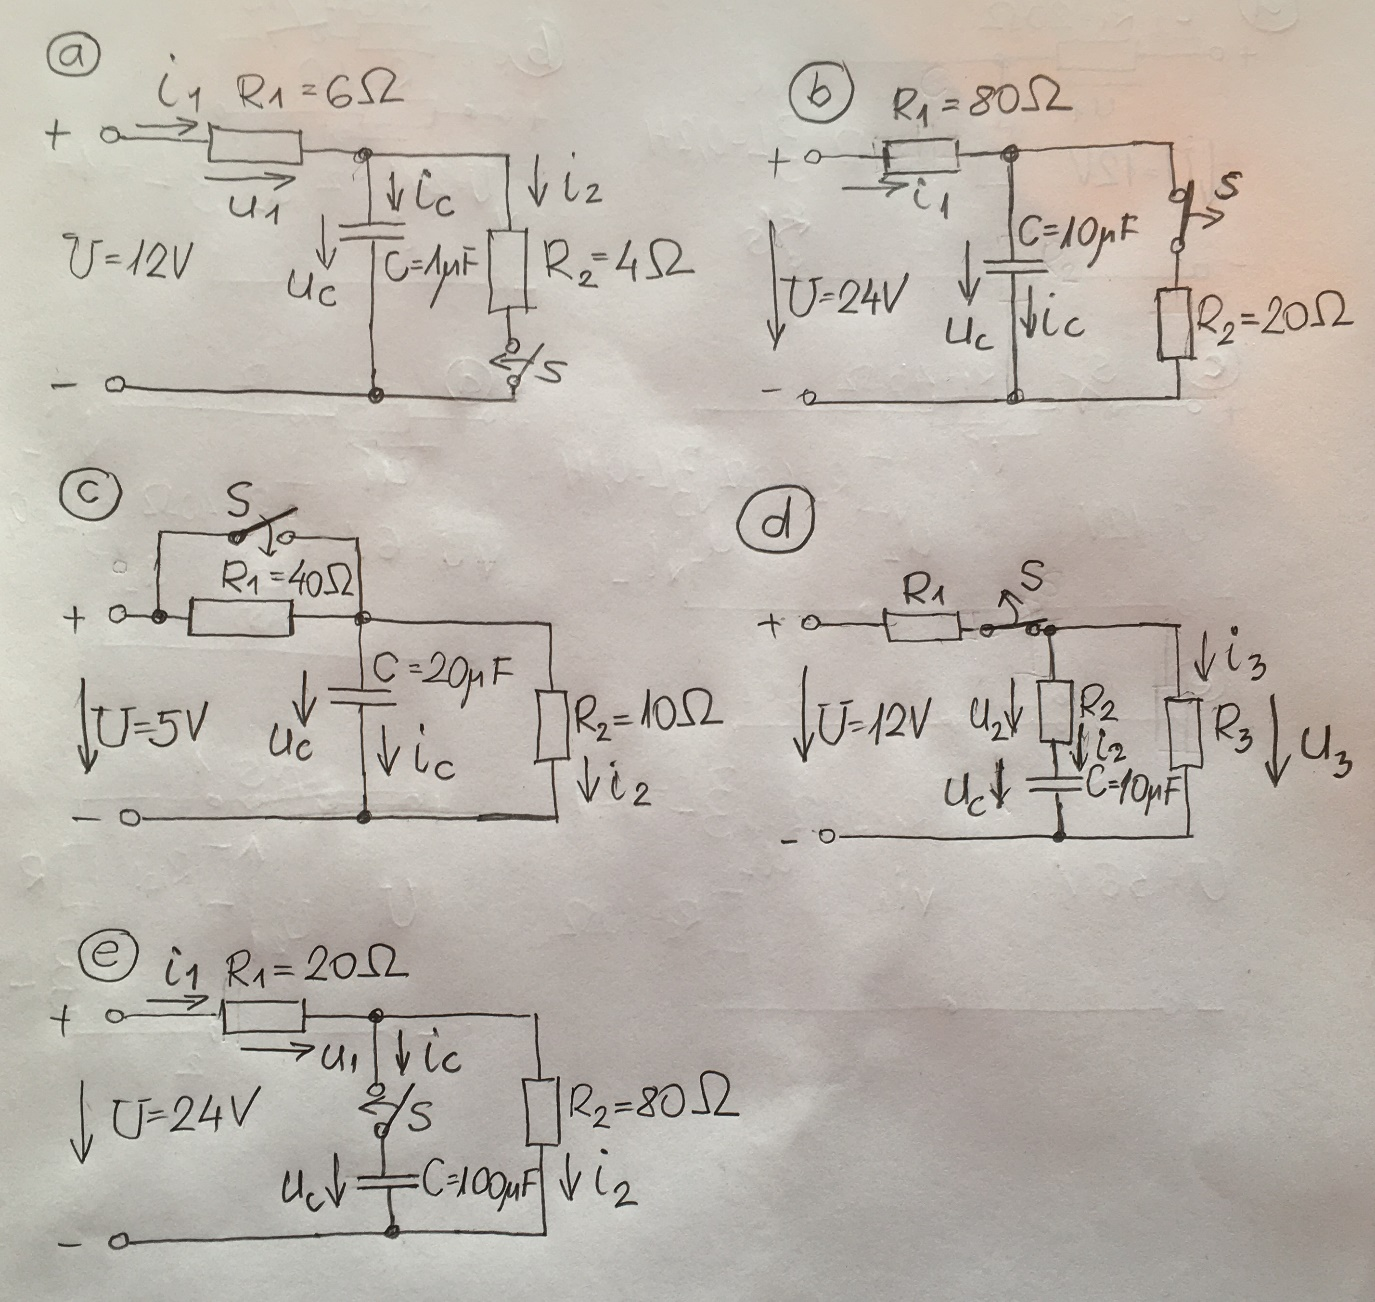 a
i1 R1=6Ω
+
u1
ic
i2
U=12V
uc
C=1μF
R2=4Ω
S
-
b
R1=80Ω
+
i1
S
C=10μF
U=24V
uc
ic
R2=20Ω
-
c
S
R1=40Ω
+
C=20μF
U=5V
uc
ic
R2=10Ω
i2
-
d
R1
S
+
i3
U=12V
u2
R2
i2
R3
u3
uc
C=10μF
-
e
i1 R1=20Ω
+
u1
ic
U=24V
S
R2=80Ω
uc
C=100μF
i2
-